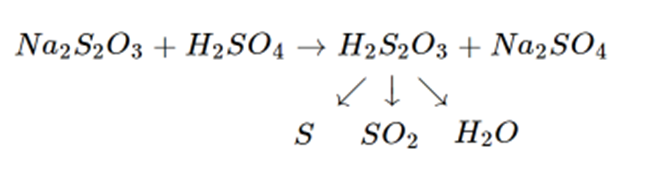 Na₂S₂O₃ + H₂SO₄ → H₂S₂O₃ + Na₂SO₄
↙ ↓ ↘
S SO₂ H₂O